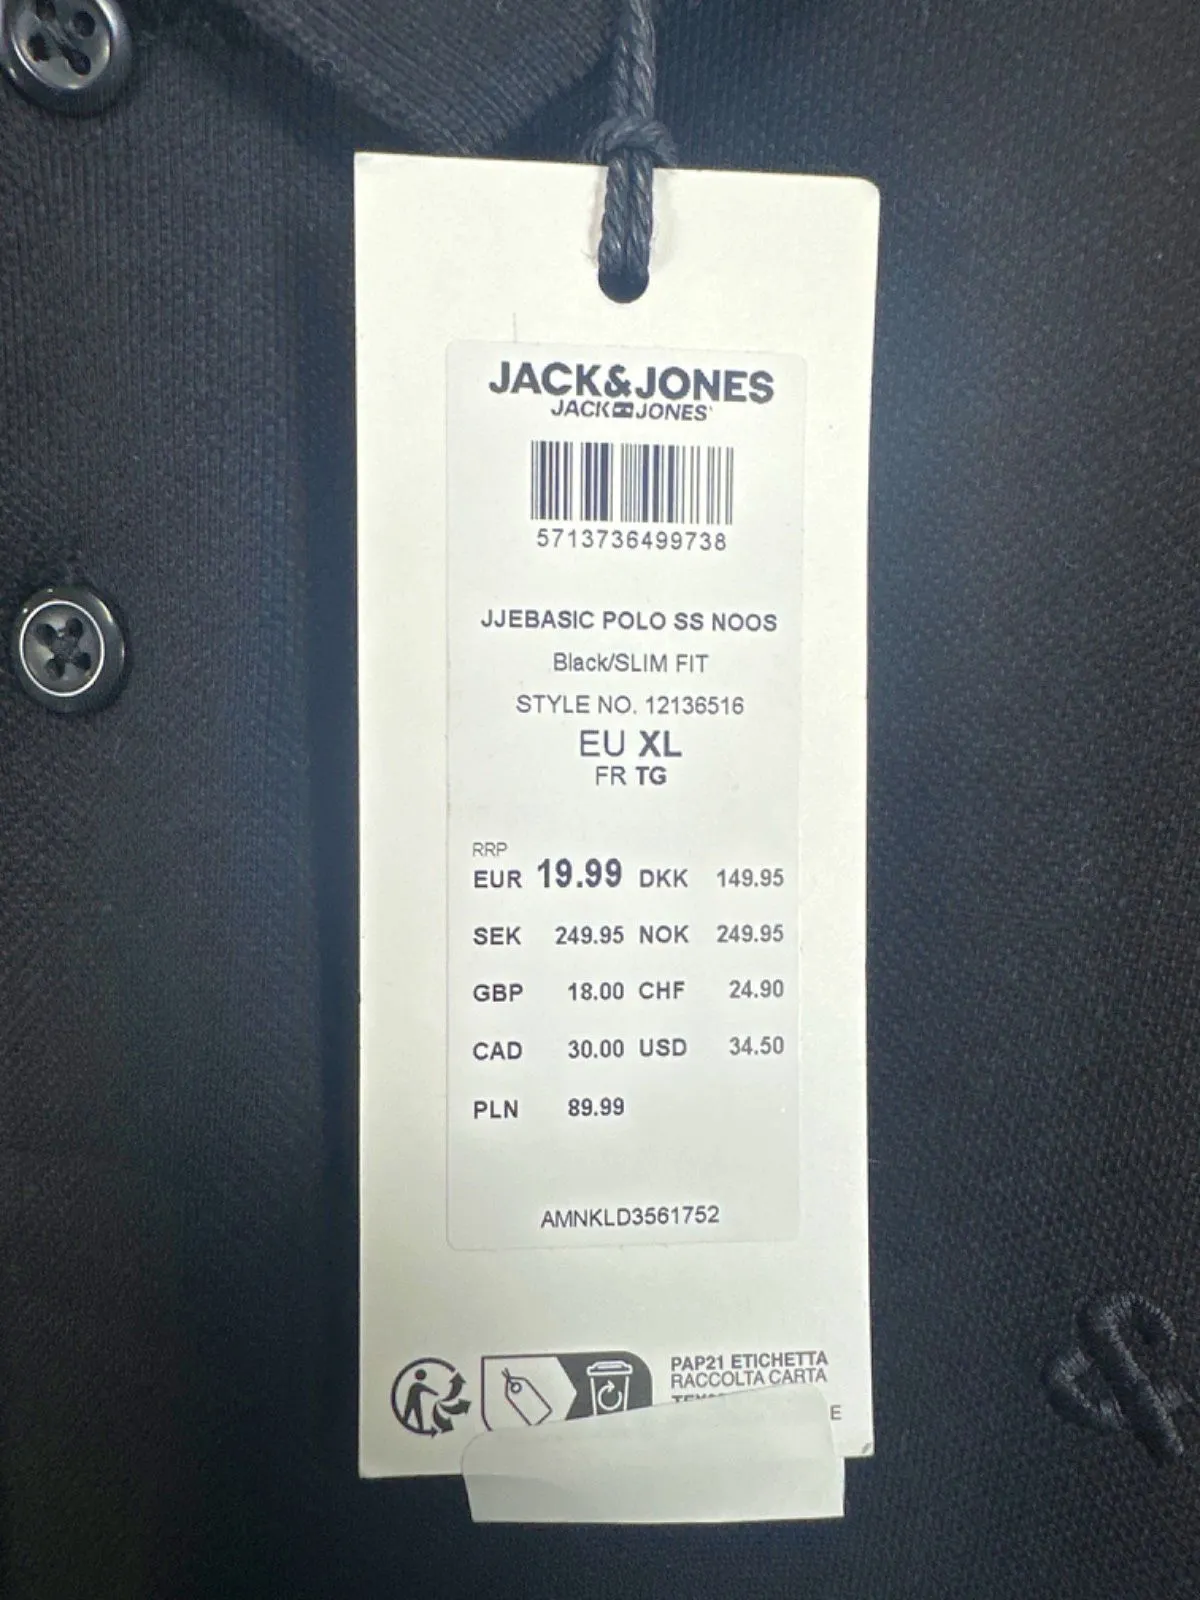 JACK&JONES
JACK JONES
5713736499738
JJEBASIC POLO SS NOOS
Black/SLIM FIT
STYLE NO. 12136516
EU XL
FR TG
RRP
EUR 19.99 DKK 149.95
SEK 249.95 NOK 249.95
GBP 18.00 CHF 24.90
CAD 30.00 USD 34.50
PLN 89.99
AMNKLD3561752
PAP21 ETICHETTA
RACCOLTA CARTA